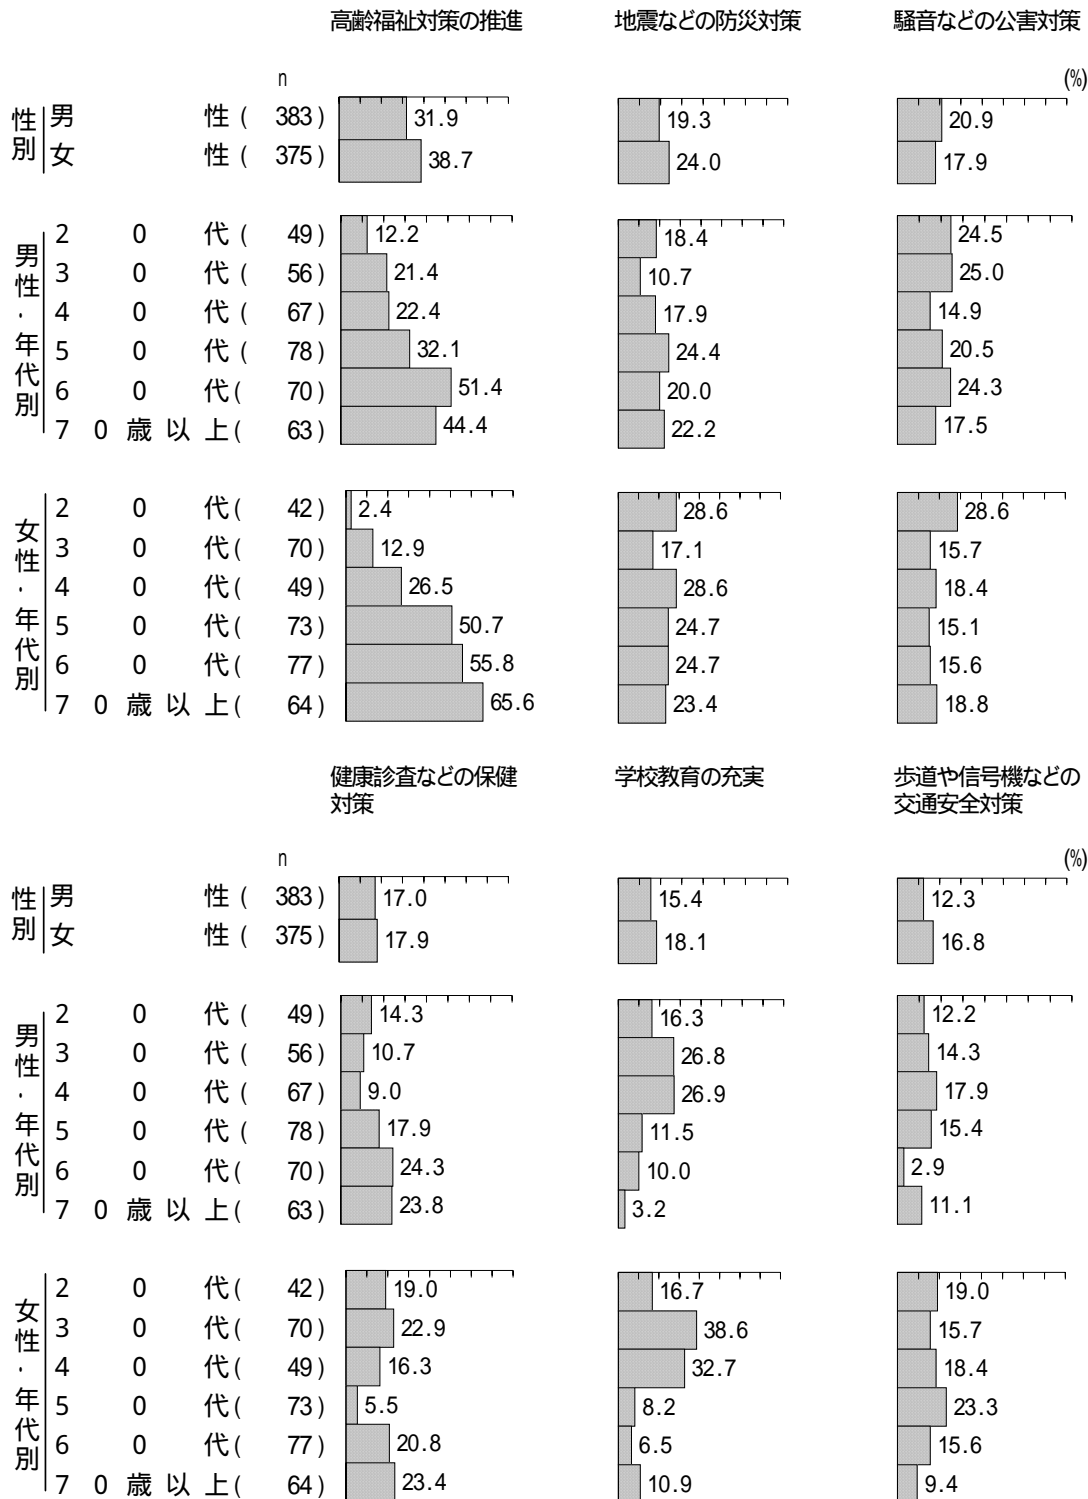 高齢福祉対策の推進 地震などの防災対策 騒音などの公害対策
n (%)
性別
男性( 383) 31.9 19.3 20.9
女性( 375) 38.7 24.0 17.9
男性・年代別
20代( 49) 12.2 18.4 24.5
30代( 56) 21.4 10.7 25.0
40代( 67) 22.4 17.9 14.9
50代( 78) 32.1 24.4 20.5
60代( 70) 51.4 20.0 24.3
70歳以上( 63) 44.4 22.2 17.5
女性・年代別
20代( 42) 2.4 28.6 28.6
30代( 70) 12.9 17.1 15.7
40代( 49) 26.5 28.6 18.4
50代( 73) 50.7 24.7 15.1
60代( 77) 55.8 24.7 15.6
70歳以上( 64) 65.6 23.4 18.8
健康診査などの保健 学校教育の充実 歩道や信号機などの
対策 交通安全対策
n (%)
性別
男性( 383) 17.0 15.4 12.3
女性( 375) 17.9 18.1 16.8
男性・年代別
20代( 49) 14.3 16.3 12.2
30代( 56) 10.7 26.8 14.3
40代( 67) 9.0 26.9 17.9
50代( 78) 17.9 11.5 15.4
60代( 70) 24.3 10.0 2.9
70歳以上( 63) 23.8 3.2 11.1
女性・年代別
20代( 42) 19.0 16.7 19.0
30代( 70) 22.9 38.6 15.7
40代( 49) 16.3 32.7 18.4
50代( 73) 5.5 8.2 23.3
60代( 77) 20.8 6.5 15.6
70歳以上( 64) 23.4 10.9 9.4